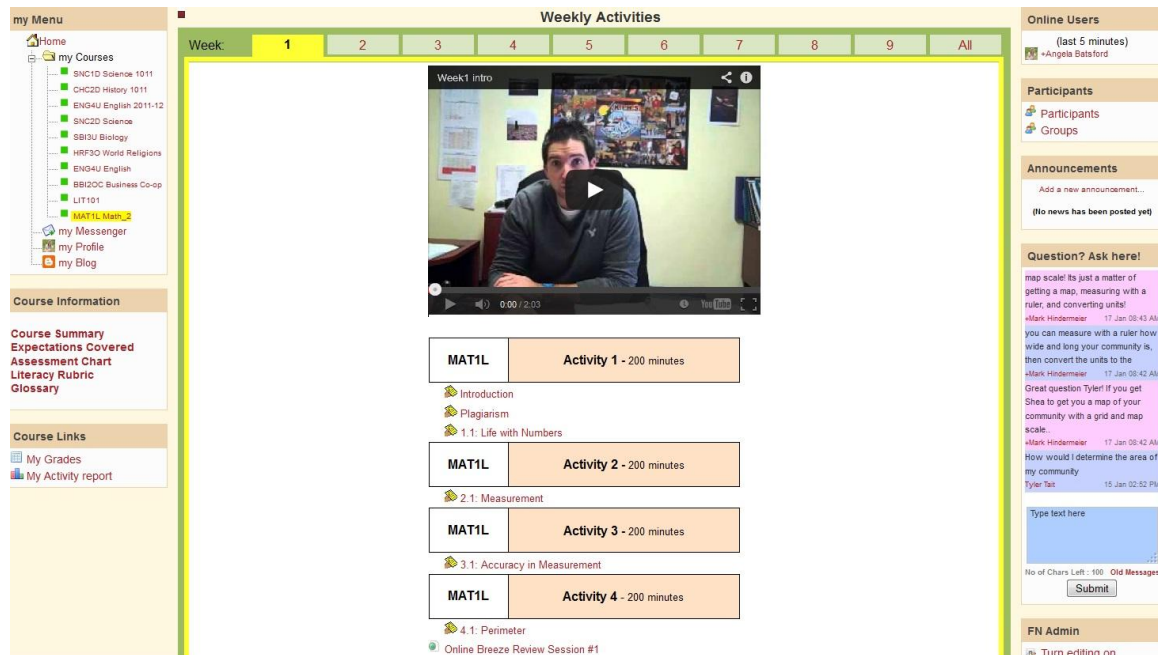 my Menu
Home
my Courses
SNC1D Science 1011
CHC2D History 1011
ENG4U English 2011-12
SNC2D Science
SBI3U Biology
HRF3O World Religions
ENG4U English
BBI2OC Business Co-op
LIT101
MAT1L Math_2
my Messenger
my Profile
my Blog
Course Information
Course Summary
Expectations Covered
Assessment Chart
Literacy Rubric
Glossary
Course Links
My Grades
My Activity report
Weekly Activities
Week: 1 2 3 4 5 6 7 8 9 All
Week1 intro
0:00 / 2:03
YouTube
MAT1L Activity 1 - 200 minutes
Introduction
Plagiarism
1.1: Life with Numbers
MAT1L Activity 2 - 200 minutes
2.1: Measurement
MAT1L Activity 3 - 200 minutes
3.1: Accuracy in Measurement
MAT1L Activity 4 - 200 minutes
4.1: Perimeter
Online Breeze Review Session #1
Online Users
(last 5 minutes)
+Angela Batsford
Participants
Participants
Groups
Announcements
Add a new announcement...
(No news has been posted yet)
Question? Ask here!
map scale! Its just a matter of
getting a map, measuring with a
ruler, and converting units!
+Mark Hindermeier 17 Jan 08:43 AM
you can measure with a ruler how
wide and long your community is,
then convert the units to the
+Mark Hindermeier 17 Jan 08:42 AM
Great question Tyler! If you get
Shea to get you a map of your
community with a grid and map
scale..
+Mark Hindermeier 17 Jan 08:42 AM
How would I determine the area of
my community
Tyler Tait 15 Jan 02:52 PM
Type text here
No of Chars Left : 100 Old Messages
Submit
FN Admin
Turn editing on